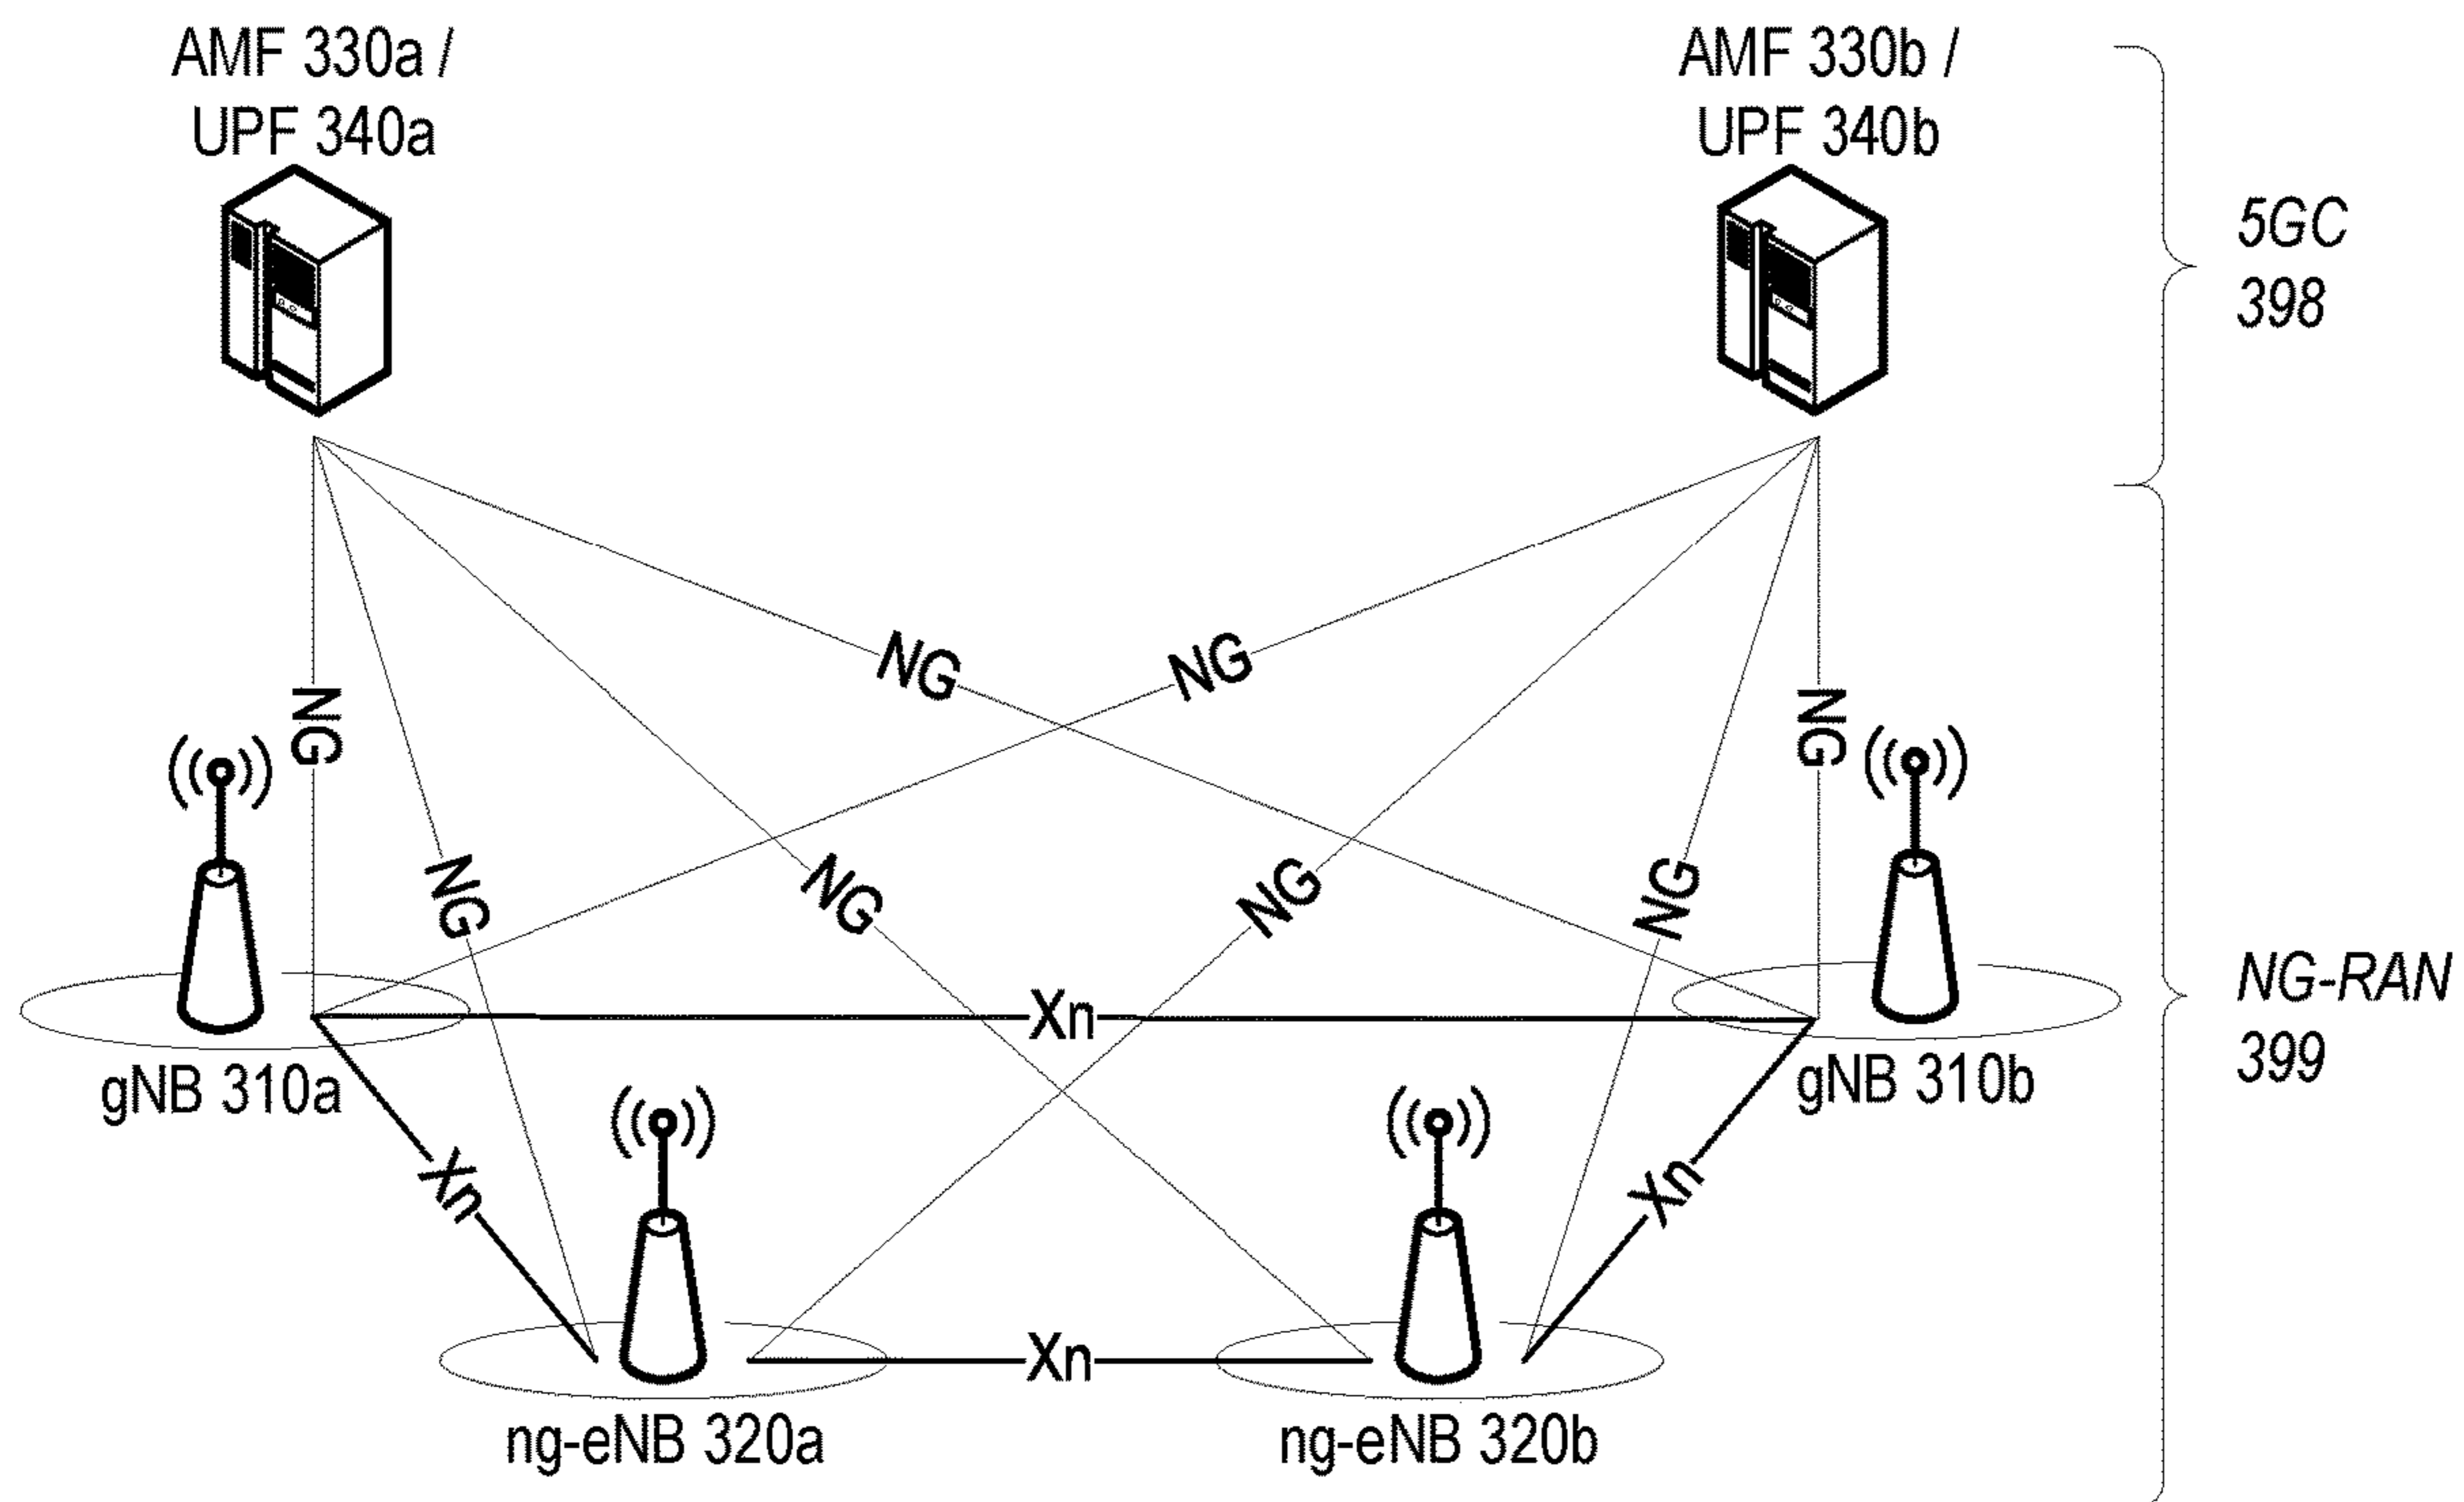 AMF 330a /
UPF 340a
AMF 330b /
UPF 340b
5GC
398
NG
NG
NG
NG
NG
NG
NG
NG
Xn
gNB 310a
gNB 310b
NG-RAN
399
Xn
Xn
Xn
ng-eNB 320a
ng-eNB 320b